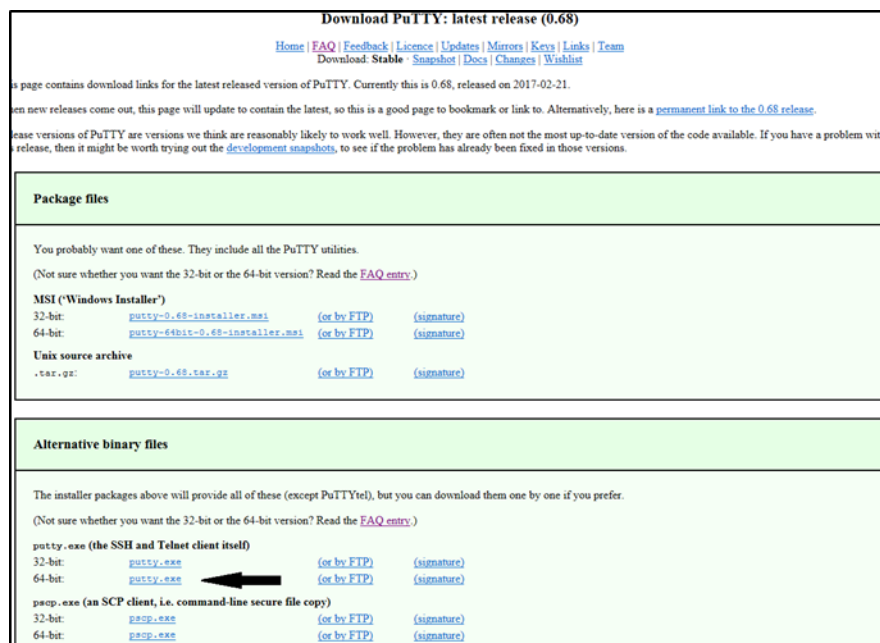 Download PuTTY: latest release (0.68)
Home | FAQ | Feedback | Licence | Updates | Mirrors | Keys | Links | Team
Download: Stable · Snapshot | Docs | Changes | Wishlist
is page contains download links for the latest released version of PuTTY. Currently this is 0.68, released on 2017-02-21.
en new releases come out, this page will update to contain the latest, so this is a good page to bookmark or link to. Alternatively, here is a permanent link to the 0.68 release.
lease versions of PuTTY are versions we think are reasonably likely to work well. However, they are often not the most up-to-date version of the code available. If you have a problem wit
s release, then it might be worth trying out the development snapshots, to see if the problem has already been fixed in those versions.
Package files
You probably want one of these. They include all the PuTTY utilities.
(Not sure whether you want the 32-bit or the 64-bit version? Read the FAQ entry.)
MSI (‘Windows Installer’)
32-bit: putty-0.68-installer.msi (or by FTP) (signature)
64-bit: putty-64bit-0.68-installer.msi (or by FTP) (signature)
Unix source archive
.tar.gz: putty-0.68.tar.gz (or by FTP) (signature)
Alternative binary files
The installer packages above will provide all of these (except PuTTYtel), but you can download them one by one if you prefer.
(Not sure whether you want the 32-bit or the 64-bit version? Read the FAQ entry.)
putty.exe (the SSH and Telnet client itself)
32-bit: putty.exe (or by FTP) (signature)
64-bit: putty.exe (or by FTP) (signature)
pscp.exe (an SCP client, i.e. command-line secure file copy)
32-bit: pscp.exe (or by FTP) (signature)
64-bit: pscp.exe (or by FTP) (signature)